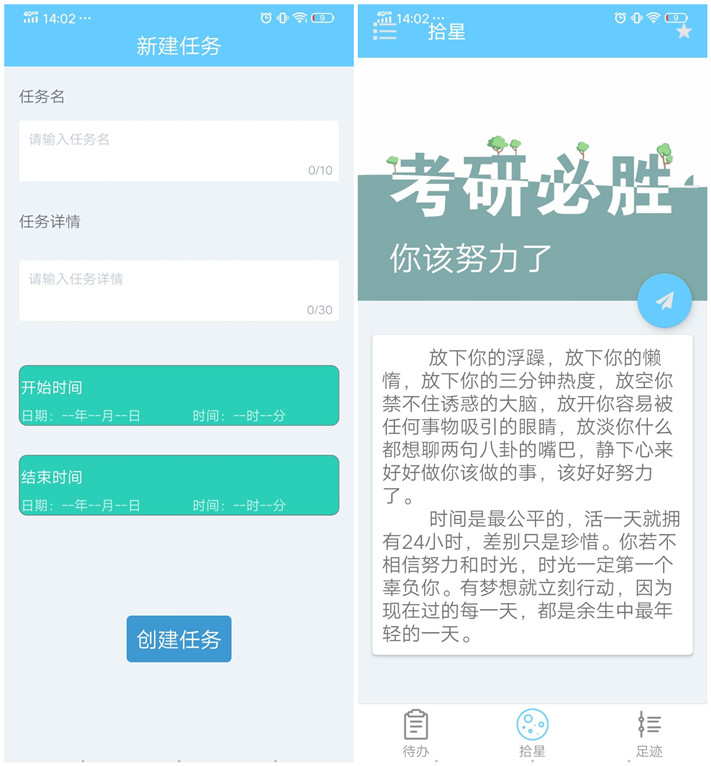 4GHD 14:02 ···
9
新建任务
任务名
请输入任务名
0/10
任务详情
请输入任务详情
0/30
开始时间
日期：--年--月--日 时间：--时--分
结束时间
日期：--年--月--日 时间：--时--分
创建任务
4GHD 14:02 ···
9
拾星
考研必胜
你该努力了
放下你的浮躁，放下你的懒
惰，放下你的三分钟热度，放空你
禁不住诱惑的大脑，放开你容易被
任何事物吸引的眼睛，放淡你什么
都想聊两句八卦的嘴巴，静下心来
好好做你该做的事，该好好努力
了。
时间是最公平的，活一天就拥
有24小时，差别只是珍惜。你若不
相信努力和时光，时光一定第一个
辜负你。有梦想就立刻行动，因为
现在过的每一天，都是余生中最年
轻的一天。
待办 拾星 足迹